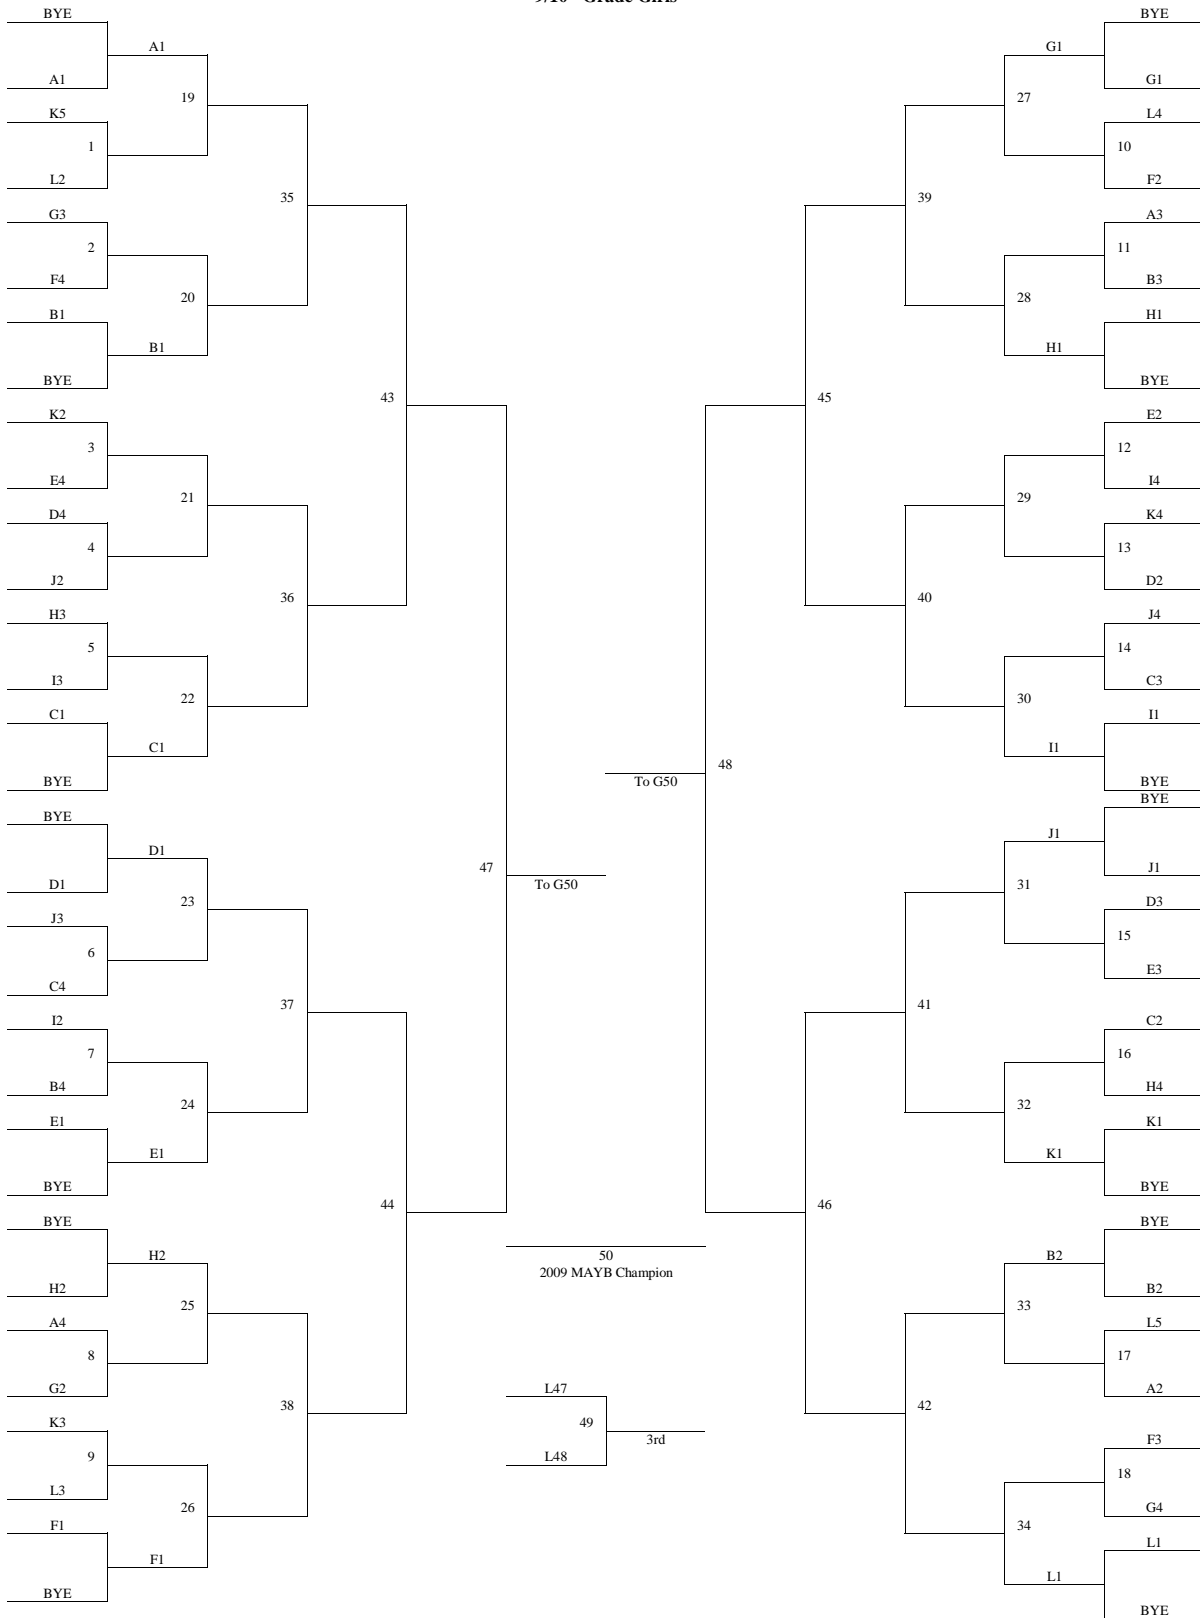 BYE
A1
A1
19
K5
1
L2
35
G3
2
F4
20
B1
B1
BYE
43
K2
3
E4
21
D4
4
J2
36
H3
5
I3
22
C1
C1
BYE
BYE
D1
D1
47
To G50
23
J3
6
C4
37
I2
7
B4
24
E1
E1
BYE
44
BYE
H2
H2
25
A4
8
G2
38
K3
9
L3
26
F1
F1
BYE
To G50
48
50
2009 MAYB Champion
L47
49
3rd
L48
BYE
G1
G1
27
L4
10
F2
39
A3
11
B3
28
H1
H1
BYE
45
E2
12
I4
29
K4
13
D2
40
J4
14
C3
30
I1
I1
BYE
BYE
J1
J1
31
D3
15
E3
41
C2
16
H4
32
K1
K1
BYE
46
BYE
B2
B2
33
L5
17
A2
42
F3
18
G4
34
L1
L1
BYE